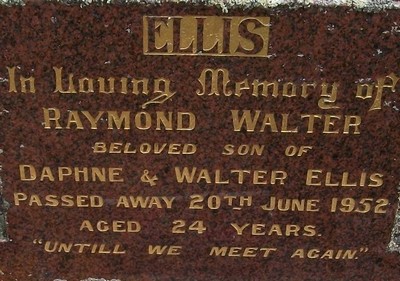 ELLIS
In Loving Memory of
RAYMOND WALTER
BELOVED SON OF
DAPHNE & WALTER ELLIS
PASSED AWAY 20TH JUNE 1952
AGED 24 YEARS.
"UNTILL WE MEET AGAIN."